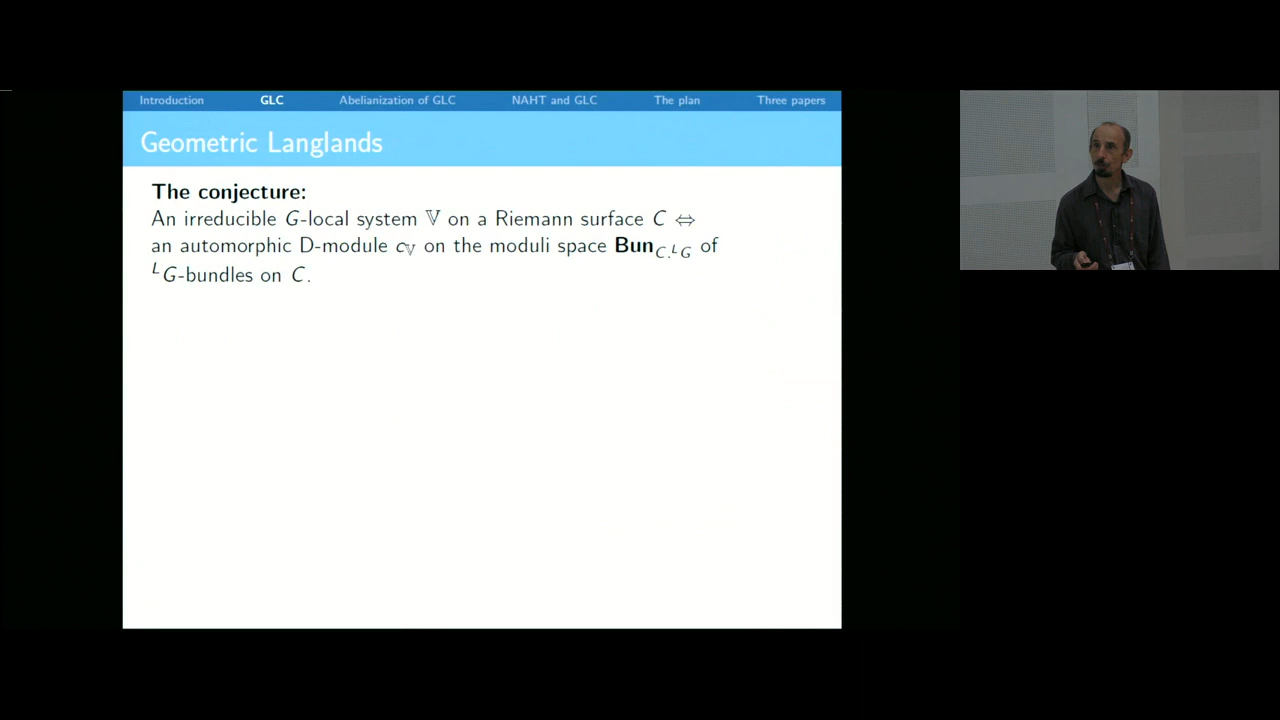 Introduction GLC Abelianization of GLC NAHT and GLC The plan Three papers
Geometric Langlands
The conjecture:
An irreducible G-local system 𝕍 on a Riemann surface C ⇔
an automorphic D-module c_𝕍 on the moduli space Bun_{C,^LG} of
^LG-bundles on C.